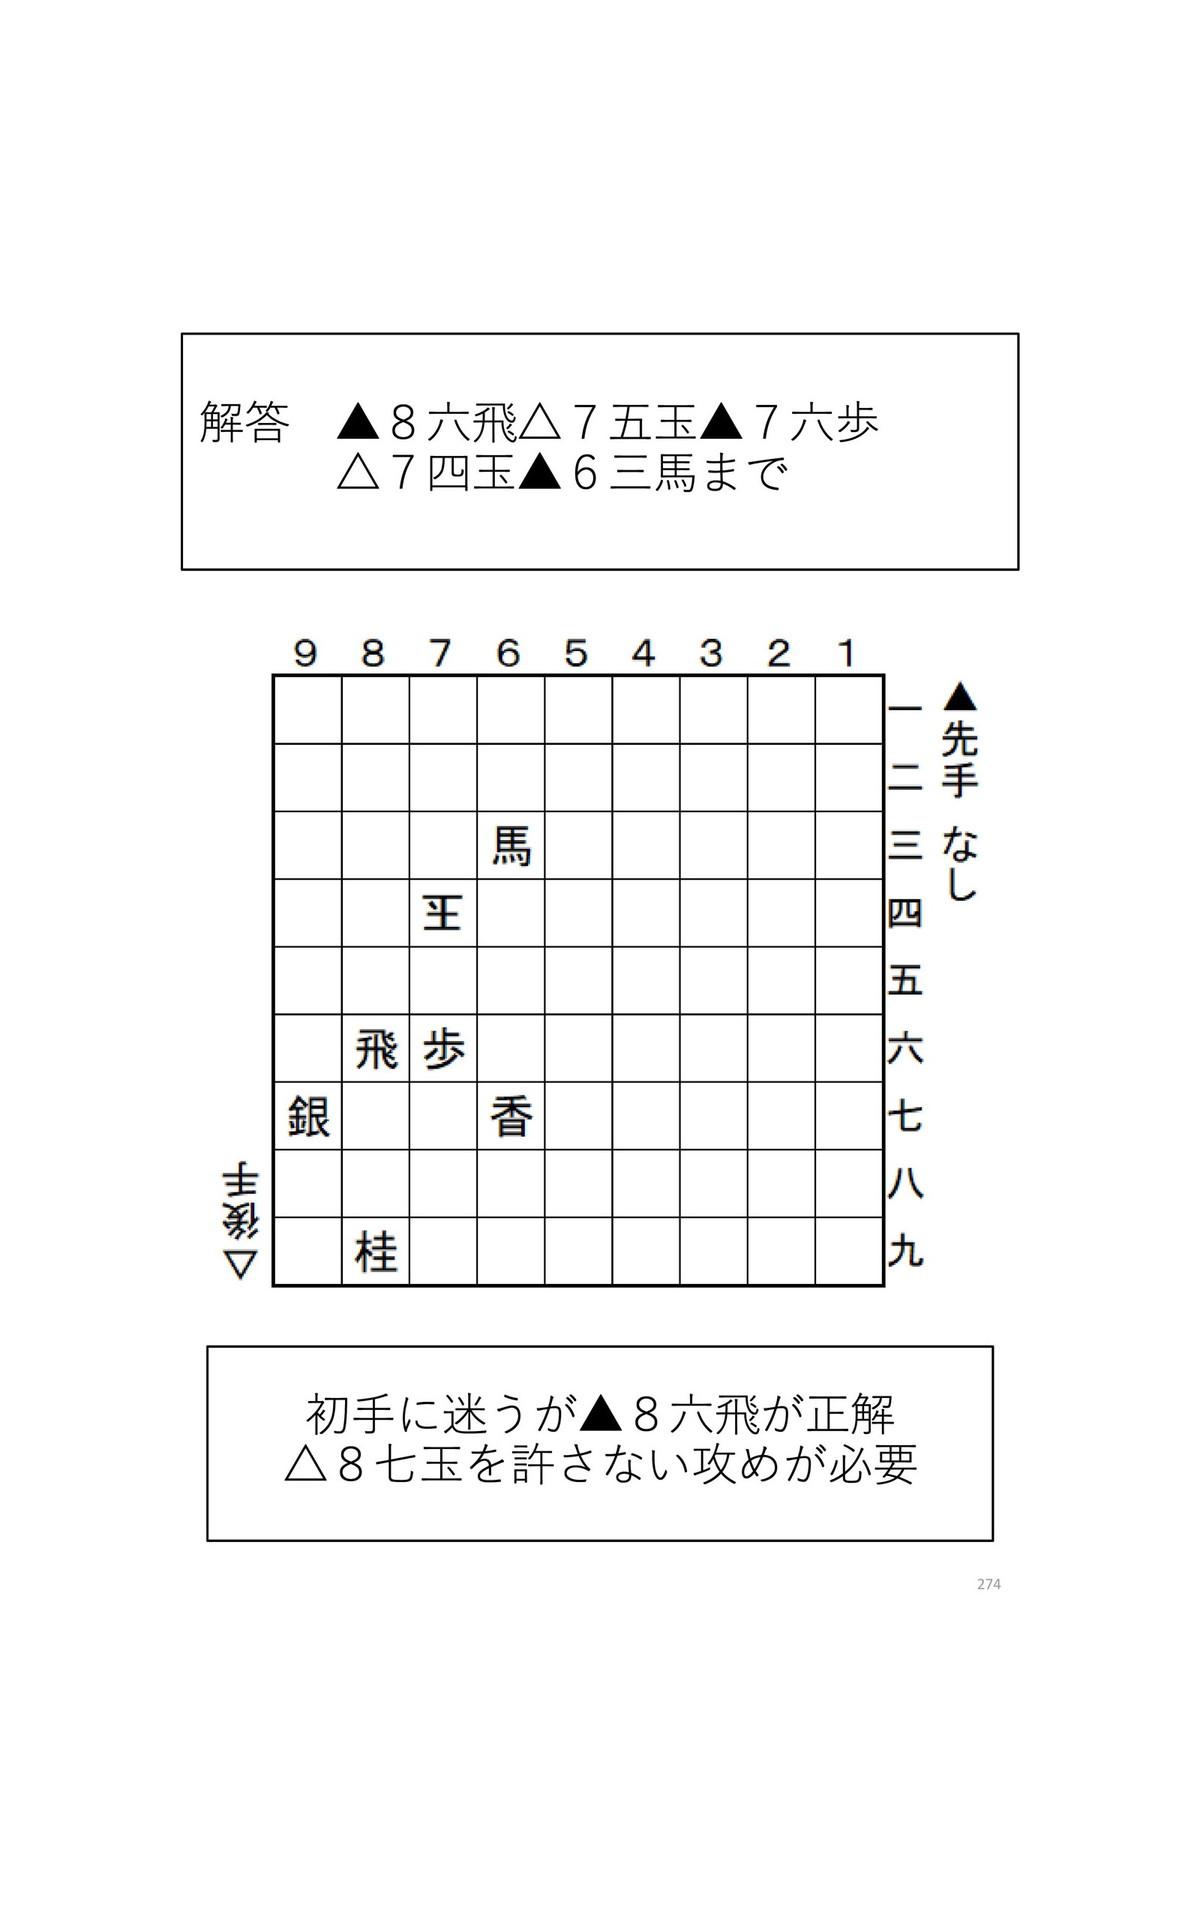 解答　▲８六飛△７五玉▲７六歩
△７四玉▲６三馬まで
9 8 7 6 5 4 3 2 1
一
二
三
四
五
六
七
八
九
馬
王
飛 歩
銀 香
桂
▲先手 なし
△後手
初手に迷うが▲８六飛が正解
△８七玉を許さない攻めが必要
274